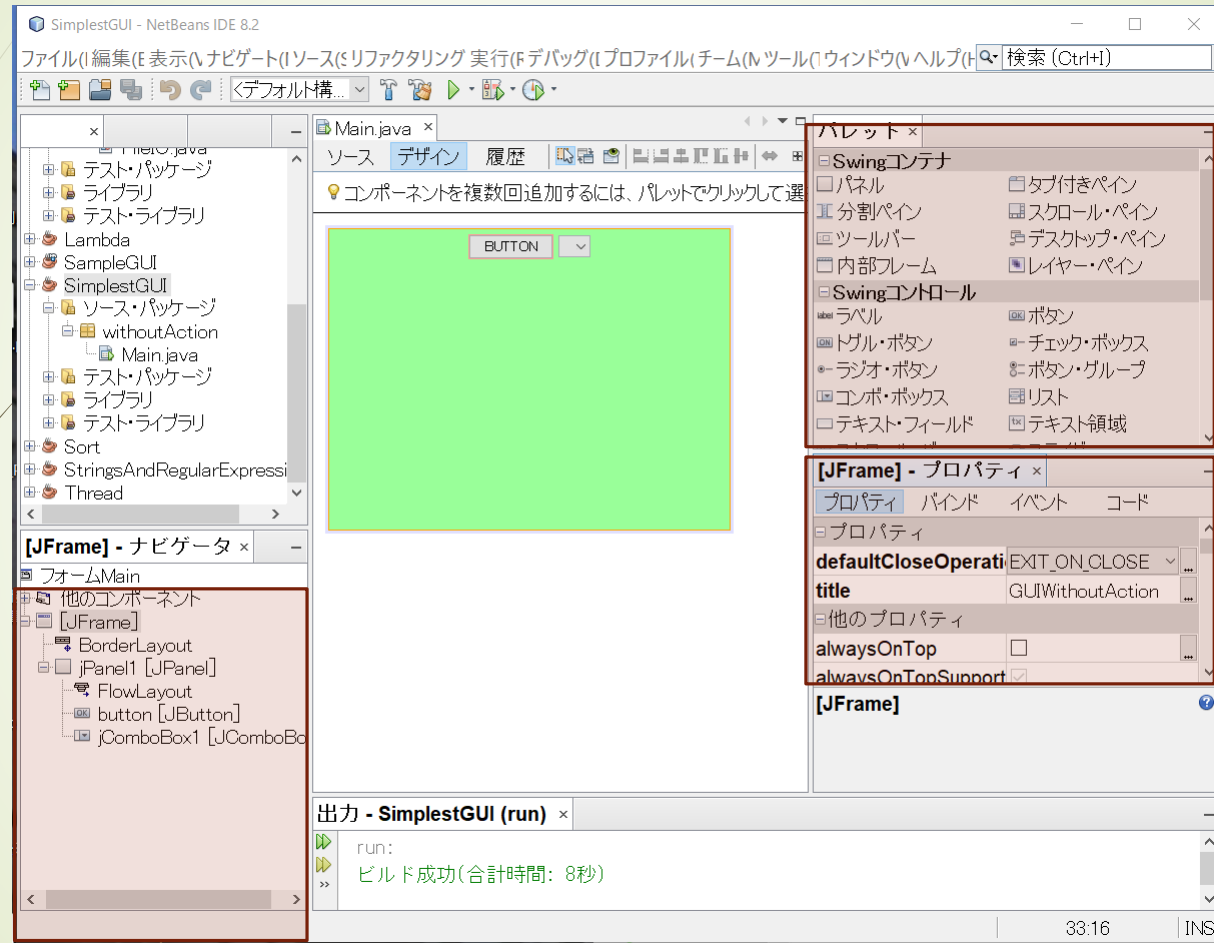 SimplestGUI - NetBeans IDE 8.2
ファイル(I 編集(E 表示(\ ナビゲート(I ソース(S リファクタリング 実行(F デバッグ(I プロファイル( チーム(M ツール(T ウィンドウ(V ヘルプ(H 検索 (Ctrl+I)
<デフォルト構...
FileIO.java
テスト・パッケージ
ライブラリ
テスト・ライブラリ
Lambda
SampleGUI
SimplestGUI
ソース・パッケージ
withoutAction
Main.java
テスト・パッケージ
ライブラリ
テスト・ライブラリ
Sort
StringsAndRegularExpressi
Thread
[JFrame] - ナビゲータ
フォームMain
他のコンポーネント
[JFrame]
BorderLayout
jPanel1 [JPanel]
FlowLayout
button [JButton]
jComboBox1 [JComboBo
Main.java
ソース デザイン 履歴
コンポーネントを複数回追加するには、パレットでクリックして選
BUTTON
パレット
Swingコンテナ
パネル タブ付きペイン
分割ペイン スクロール・ペイン
ツールバー デスクトップ・ペイン
内部フレーム レイヤー・ペイン
Swingコントロール
label ラベル OK ボタン
ON トグル・ボタン チェック・ボックス
ラジオ・ボタン ボタン・グループ
コンボ・ボックス リスト
テキスト・フィールド テキスト領域
[JFrame] - プロパティ
プロパティ バインド イベント コード
プロパティ
defaultCloseOperati EXIT_ON_CLOSE ...
title GUIWithoutAction ...
他のプロパティ
alwaysOnTop ...
alwaysOnTopSupport
[JFrame]
出力 - SimplestGUI (run)
run:
ビルド成功(合計時間: 8秒)
33:16 INS